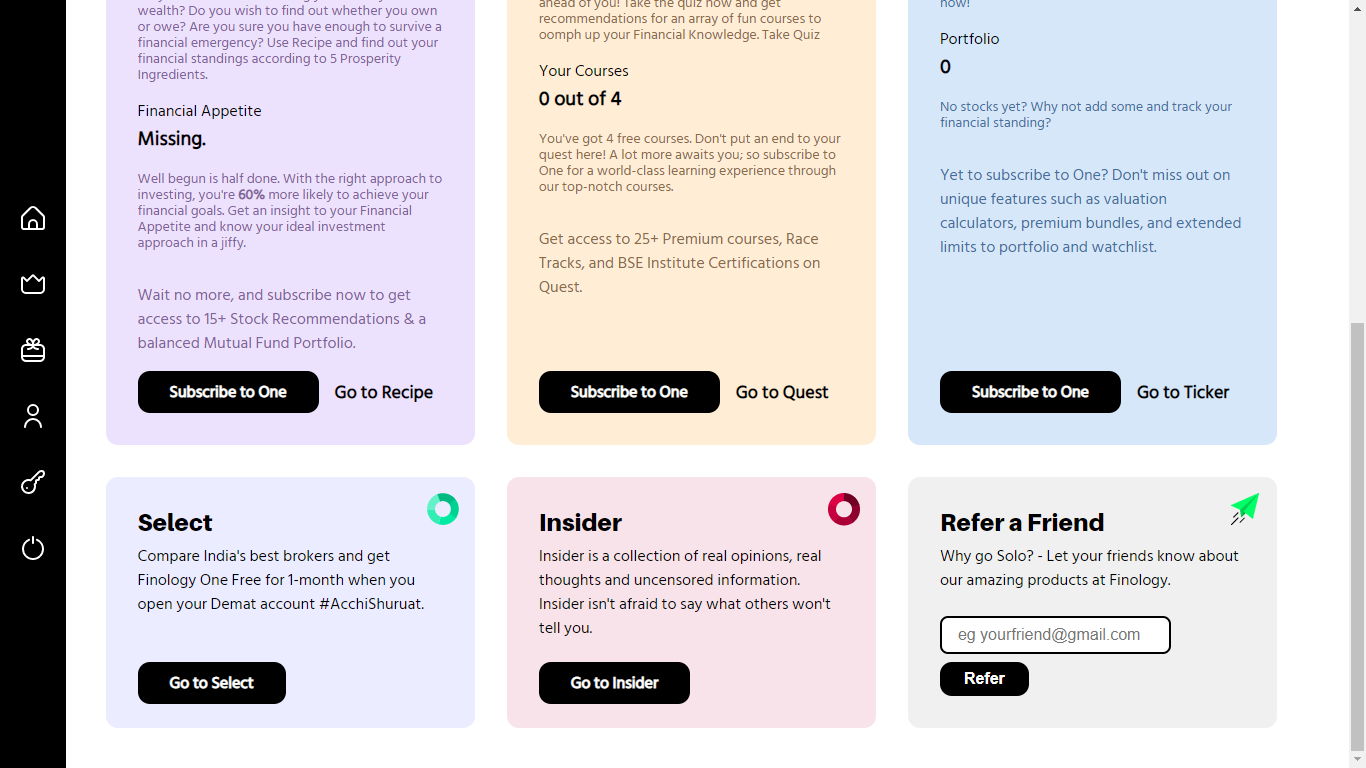 wealth? Do you wish to find out whether you own
or owe? Are you sure you have enough to survive a
financial emergency? Use Recipe and find out your
financial standings according to 5 Prosperity
Ingredients.
Financial Appetite
Missing.
Well begun is half done. With the right approach to
investing, you're 60% more likely to achieve your
financial goals. Get an insight to your Financial
Appetite and know your ideal investment
approach in a jiffy.
Wait no more, and subscribe now to get
access to 15+ Stock Recommendations & a
balanced Mutual Fund Portfolio.
Subscribe to One
Go to Recipe
ahead of you! Take the quiz now and get
recommendations for an array of fun courses to
oomph up your Financial Knowledge. Take Quiz
Your Courses
0 out of 4
You've got 4 free courses. Don't put an end to your
quest here! A lot more awaits you; so subscribe to
One for a world-class learning experience through
our top-notch courses.
Get access to 25+ Premium courses, Race
Tracks, and BSE Institute Certifications on
Quest.
Subscribe to One
Go to Quest
now!
Portfolio
0
No stocks yet? Why not add some and track your
financial standing?
Yet to subscribe to One? Don't miss out on
unique features such as valuation
calculators, premium bundles, and extended
limits to portfolio and watchlist.
Subscribe to One
Go to Ticker
Select
Compare India's best brokers and get
Finology One Free for 1-month when you
open your Demat account #AcchiShuruat.
Go to Select
Insider
Insider is a collection of real opinions, real
thoughts and uncensored information.
Insider isn't afraid to say what others won't
tell you.
Go to Insider
Refer a Friend
Why go Solo? - Let your friends know about
our amazing products at Finology.
eg yourfriend@gmail.com
Refer